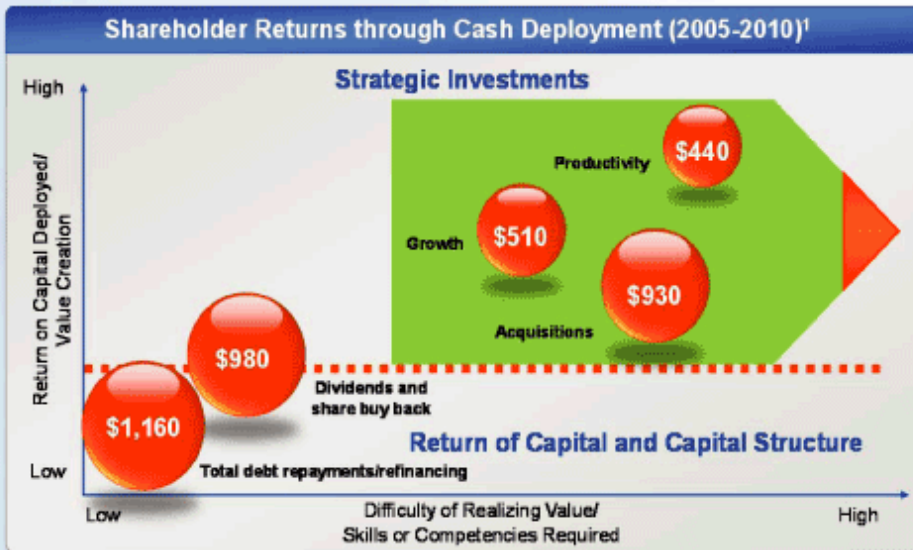 Shareholder Returns through Cash Deployment (2005-2010)¹
Strategic Investments
High
Return on Capital Deployed/
Value Creation
Productivity
$440
Growth
$510
$930
Acquisitions
$980
Dividends and
share buy back
$1,160
Return of Capital and Capital Structure
Low
Total debt repayments/refinancing
Low
Difficulty of Realizing Value/
Skills or Competencies Required
High